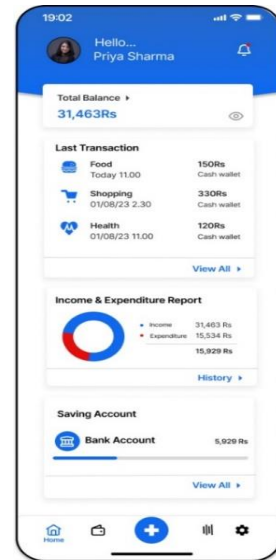 19:02
Hello...
Priya Sharma
Total Balance
31,463Rs
Last Transaction
Food 150Rs
Today 11.00 Cash wallet
Shopping 330Rs
01/08/23 2.30 Cash wallet
Health 120Rs
01/08/23 11.00 Cash wallet
View All
Income & Expenditure Report
Income 31,463 Rs
Expenditure 15,534 Rs
15,929 Rs
History
Saving Account
Bank Account 5,929 Rs
View All
Home